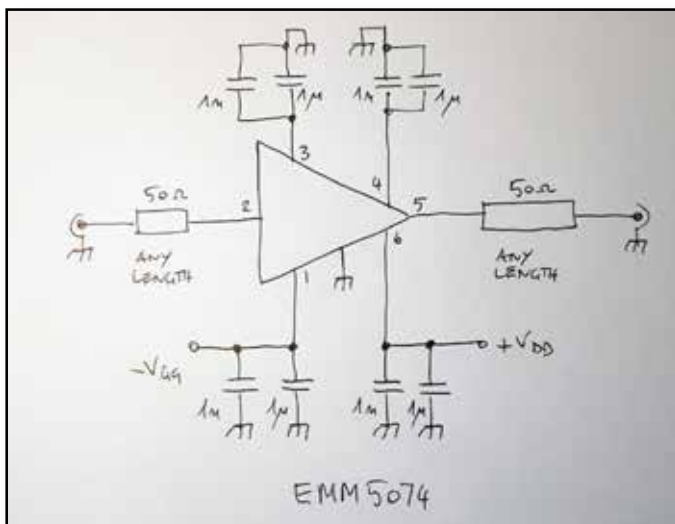 1n 1µ 1n 1µ
3
4
50Ω 2 5 50Ω
6
ANY
LENGTH
1
ANY
LENGTH
-VGG +VDD
1n 1µ 1n 1µ
EMM5074